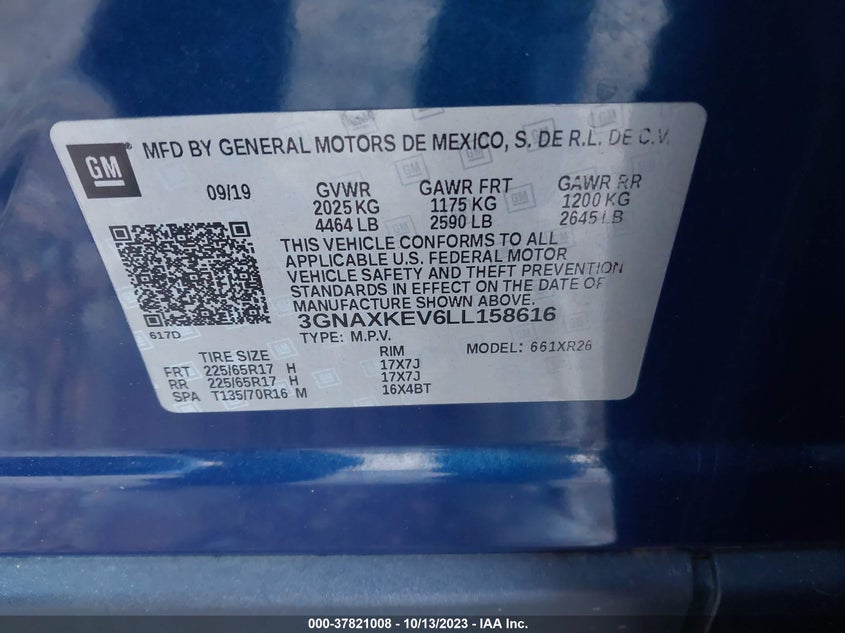 GM ® MFD BY GENERAL MOTORS DE MEXICO, S. DE R.L. DE C.V.
09/19 GVWR GAWR FRT GAWR RR
2025 KG 1175 KG 1200 KG
4464 LB 2590 LB 2645 LB
THIS VEHICLE CONFORMS TO ALL
APPLICABLE U.S. FEDERAL MOTOR
VEHICLE SAFETY AND THEFT PREVENTION
STANDARDS IN EFFECT ON THE DATE OF
MANUFACTURE SHOWN ABOVE.
617D 3GNAXKEV6LL158616
TYPE: M.P.V. MODEL: 661XR26
TIRE SIZE RIM
FRT 225/65R17 H 17X7J
RR 225/65R17 H 17X7J
SPA T135/70R16 M 16X4BT
000-37821008 - 10/13/2023 - Copyright © 2023 IAA, Inc.